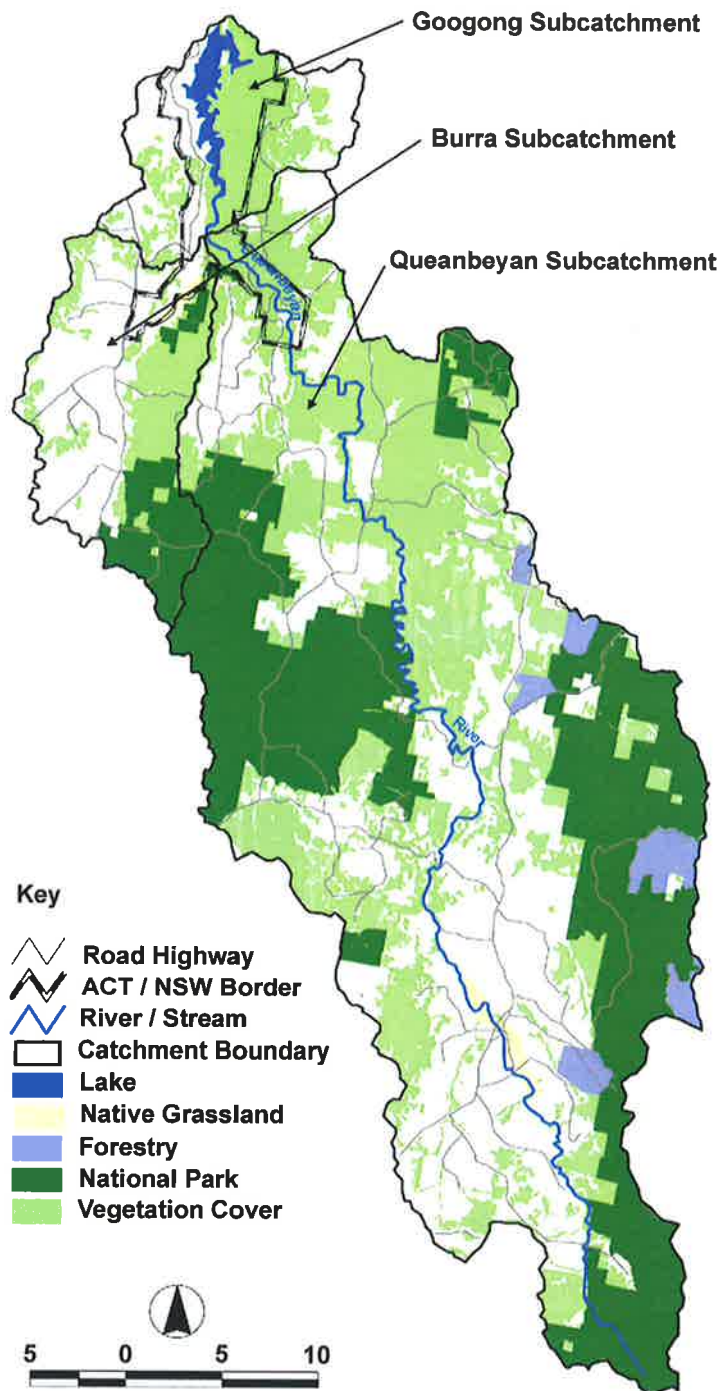 Googong Subcatchment
Burra Subcatchment
Queanbeyan Subcatchment
Queanbeyan
River
Key
Road Highway
ACT / NSW Border
River / Stream
Catchment Boundary
Lake
Native Grassland
Forestry
National Park
Vegetation Cover
5 0 5 10